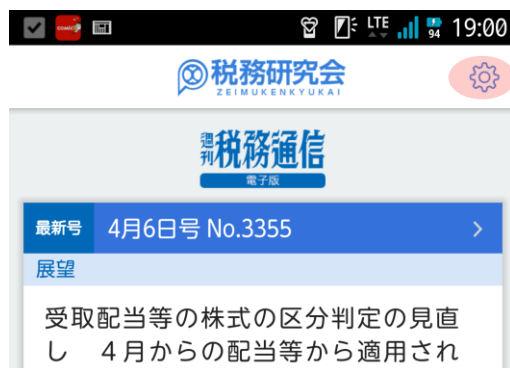 LTE 94 19:00
税務研究会
ZEIMUKENKYUKAI
週刊税務通信
電子版
最新号 4月6日号 No.3355
展望
受取配当等の株式の区分判定の見直
し ４月からの配当等から適用され